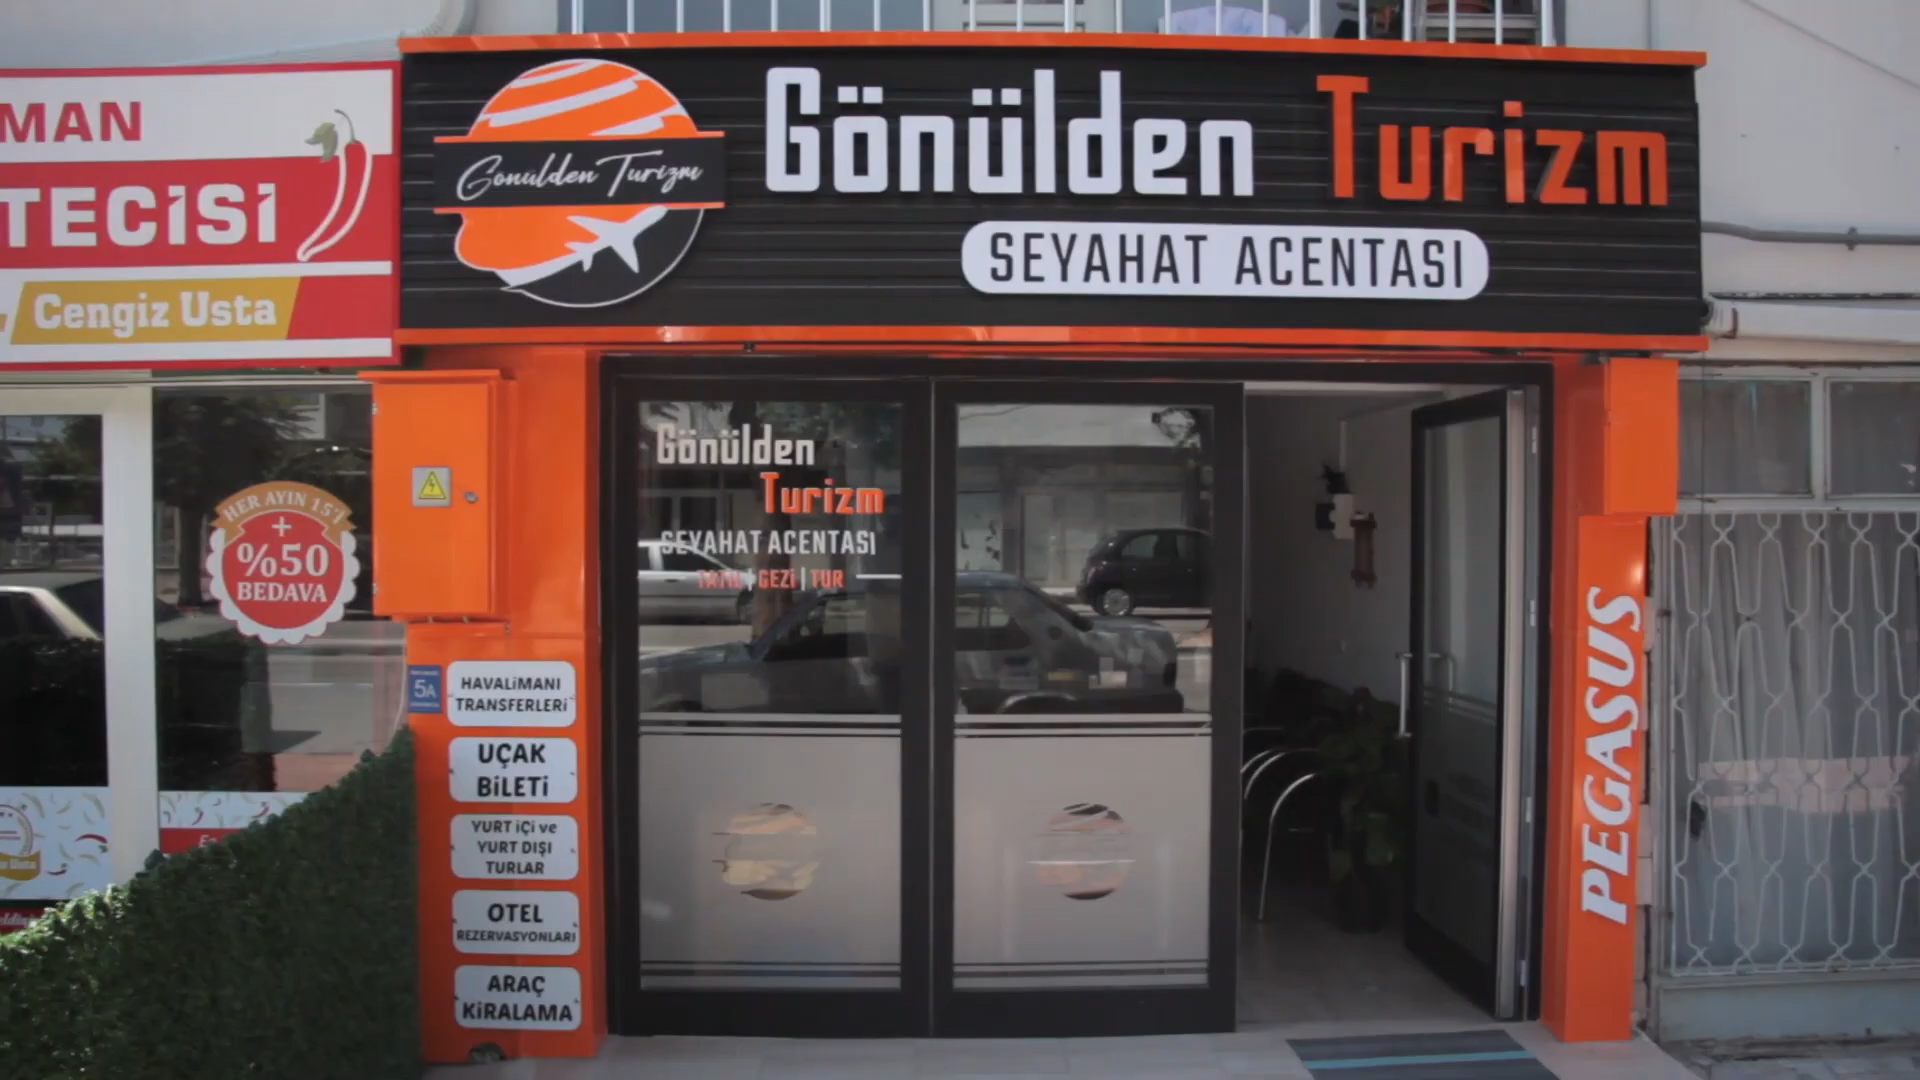 MAN
TECİSİ
Cengiz Usta
Gonulden Turizm
Gönülden Turizm
SEYAHAT ACENTASI
HER AYIN 15'İ
+
%50
BEDAVA
Gönülden
Turizm
SEYAHAT ACENTASI
TATİL | GEZİ | TUR
5A
HAVALİMANI
TRANSFERLERİ
UÇAK
BİLETİ
YURT İÇİ ve
YURT DIŞI
TURLAR
OTEL
REZERVASYONLARI
ARAÇ
KİRALAMA
PEGASUS